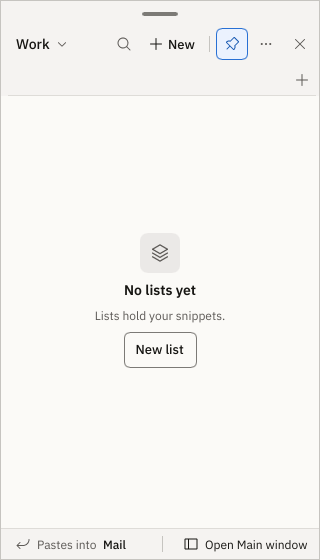 Work
New
No lists yet
Lists hold your snippets.
New list
Pastes into Mail
Open Main window